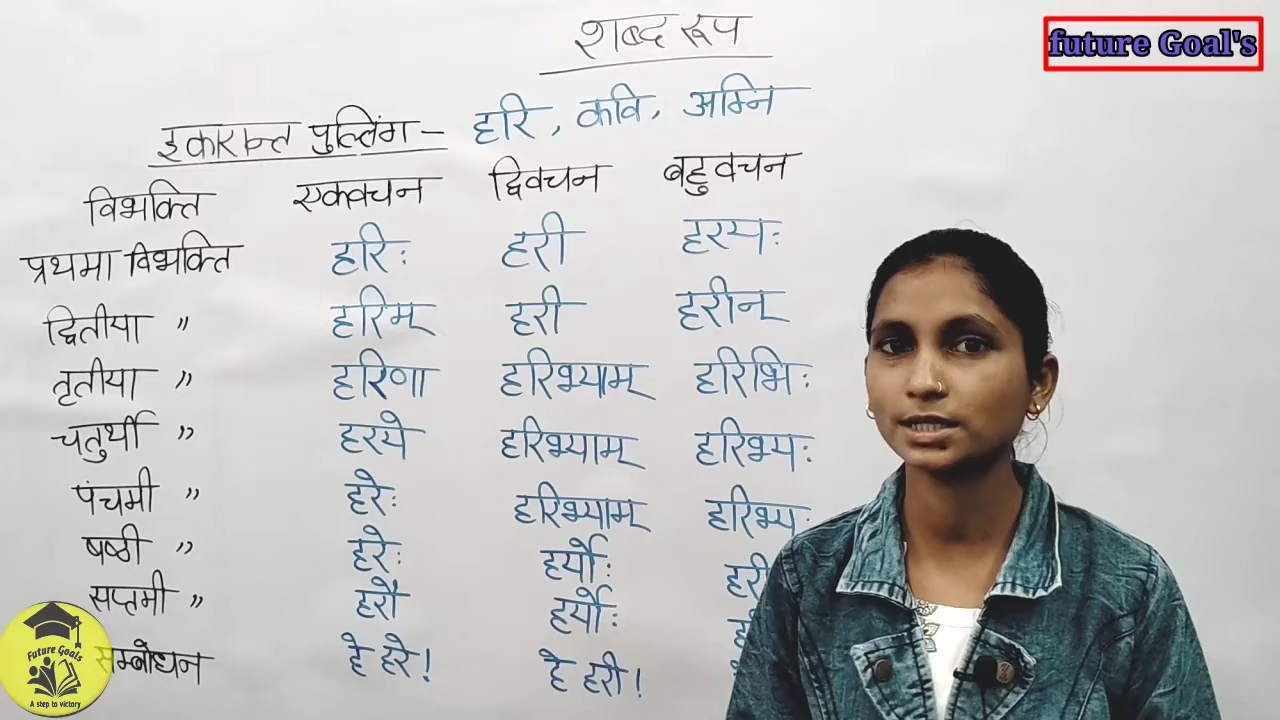 शब्द रूप
future Goal's
इकारान्त पुल्लिंग – हरि, कवि, अग्नि
विभक्ति एकवचन द्विवचन बहुवचन
प्रथमा विभक्ति हरिः हरी हरयः
द्वितीया " हरिम् हरी हरीन्
तृतीया " हरिणा हरिभ्याम् हरिभिः
चतुर्थी " हरये हरिभ्याम् हरिभ्यः
पंचमी " हरेः हरिभ्याम् हरिभ्यः
षष्ठी " हरेः हर्योः
सप्तमी " हरौ हर्योः
सम्बोधन हे हरे! हे हरी!
Future Goals
A step to victory